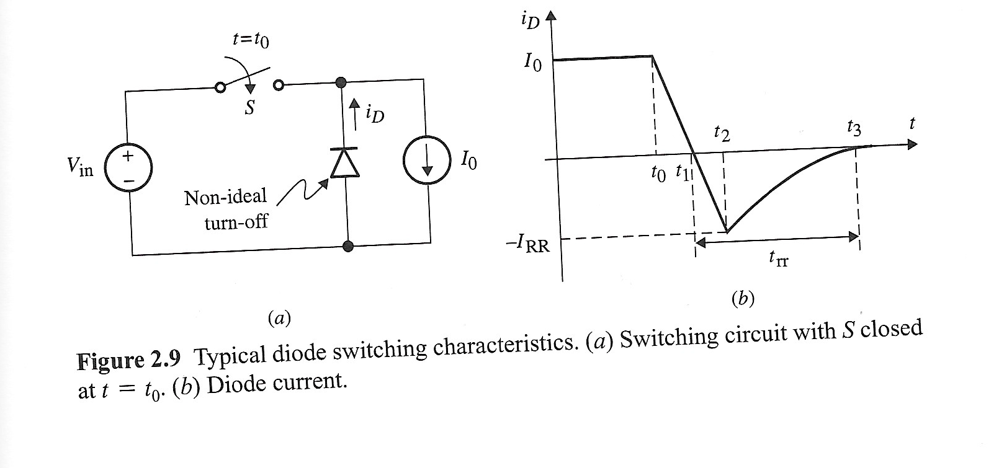 t=t0
S
iD
Vin
+
−
I0
Non-ideal
turn-off
(a)
iD
I0
t2
t3
t
t0 t1
–IRR
trr
(b)
Figure 2.9 Typical diode switching characteristics. (a) Switching circuit with S closed
at t = t0. (b) Diode current.